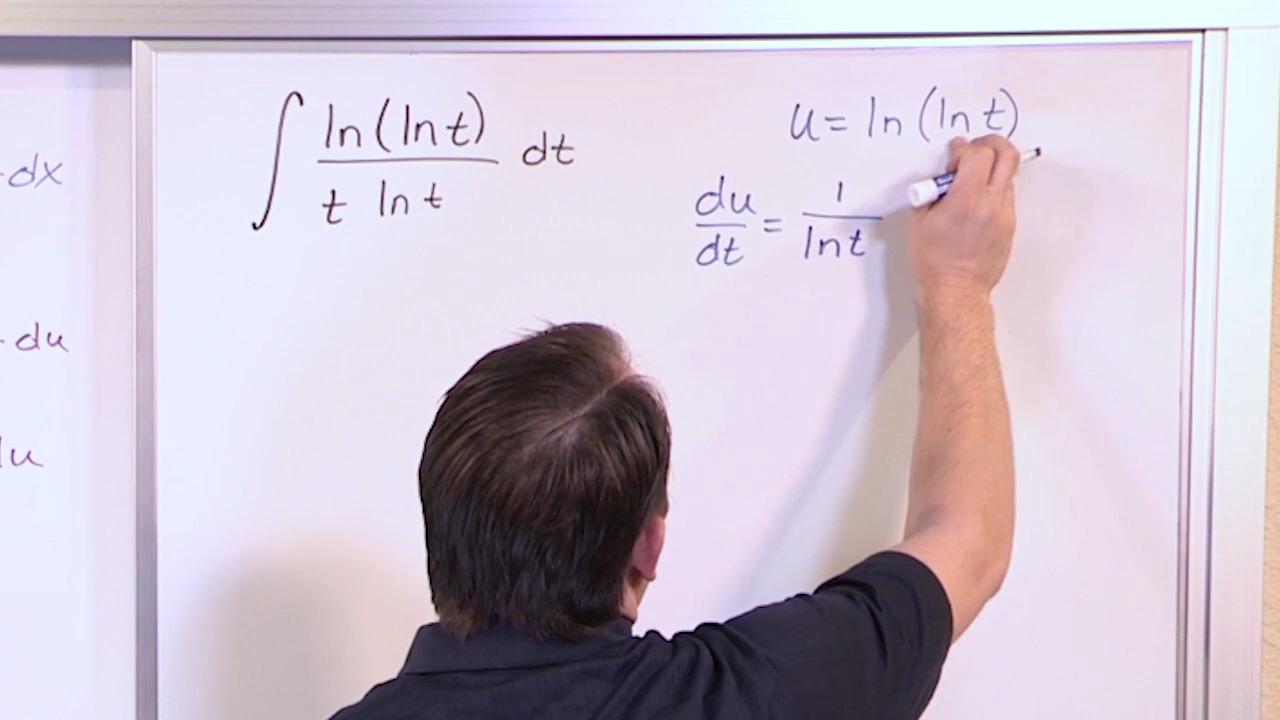 dx
du
du
∫ ln(ln t) / (t ln t) dt
u = ln(ln t)
du/dt = 1/ln t